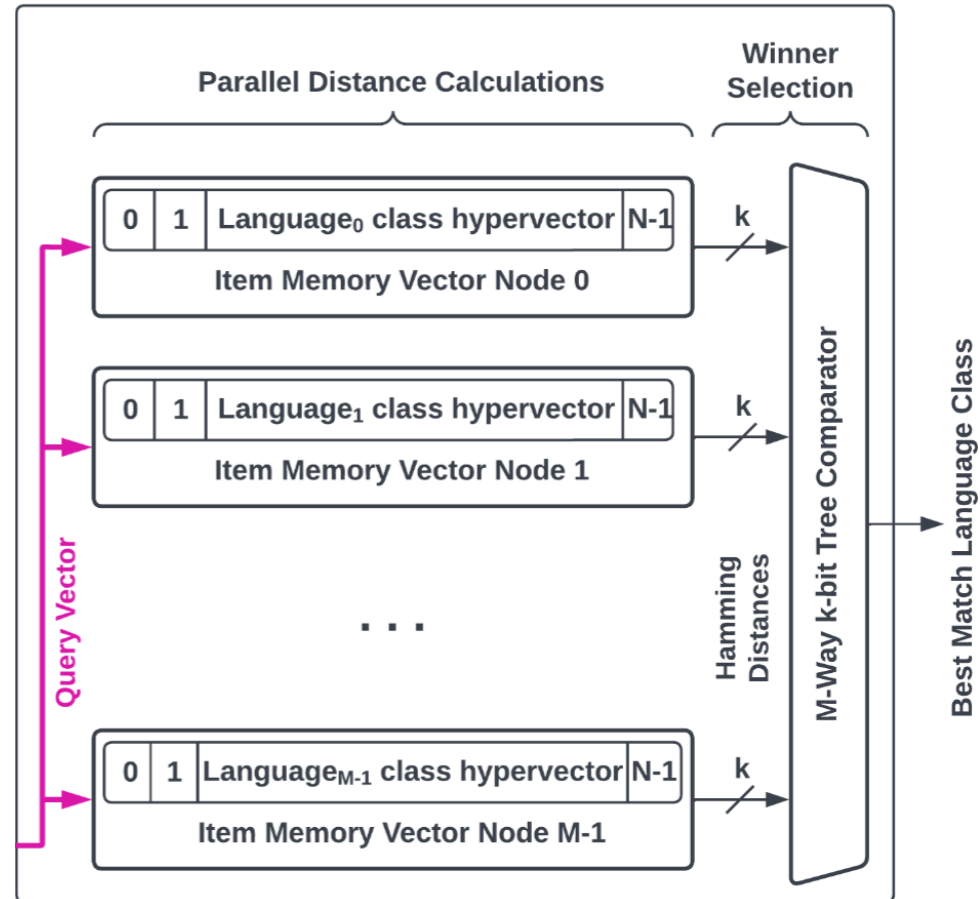 Parallel Distance Calculations
Winner
Selection
0 1 Language₀ class hypervector N-1
Item Memory Vector Node 0
k
0 1 Language₁ class hypervector N-1
Item Memory Vector Node 1
k
Query Vector
. . .
Hamming
Distances
M-Way k-bit Tree Comparator
Best Match Language Class
0 1 Language_M-1 class hypervector N-1
Item Memory Vector Node M-1
k